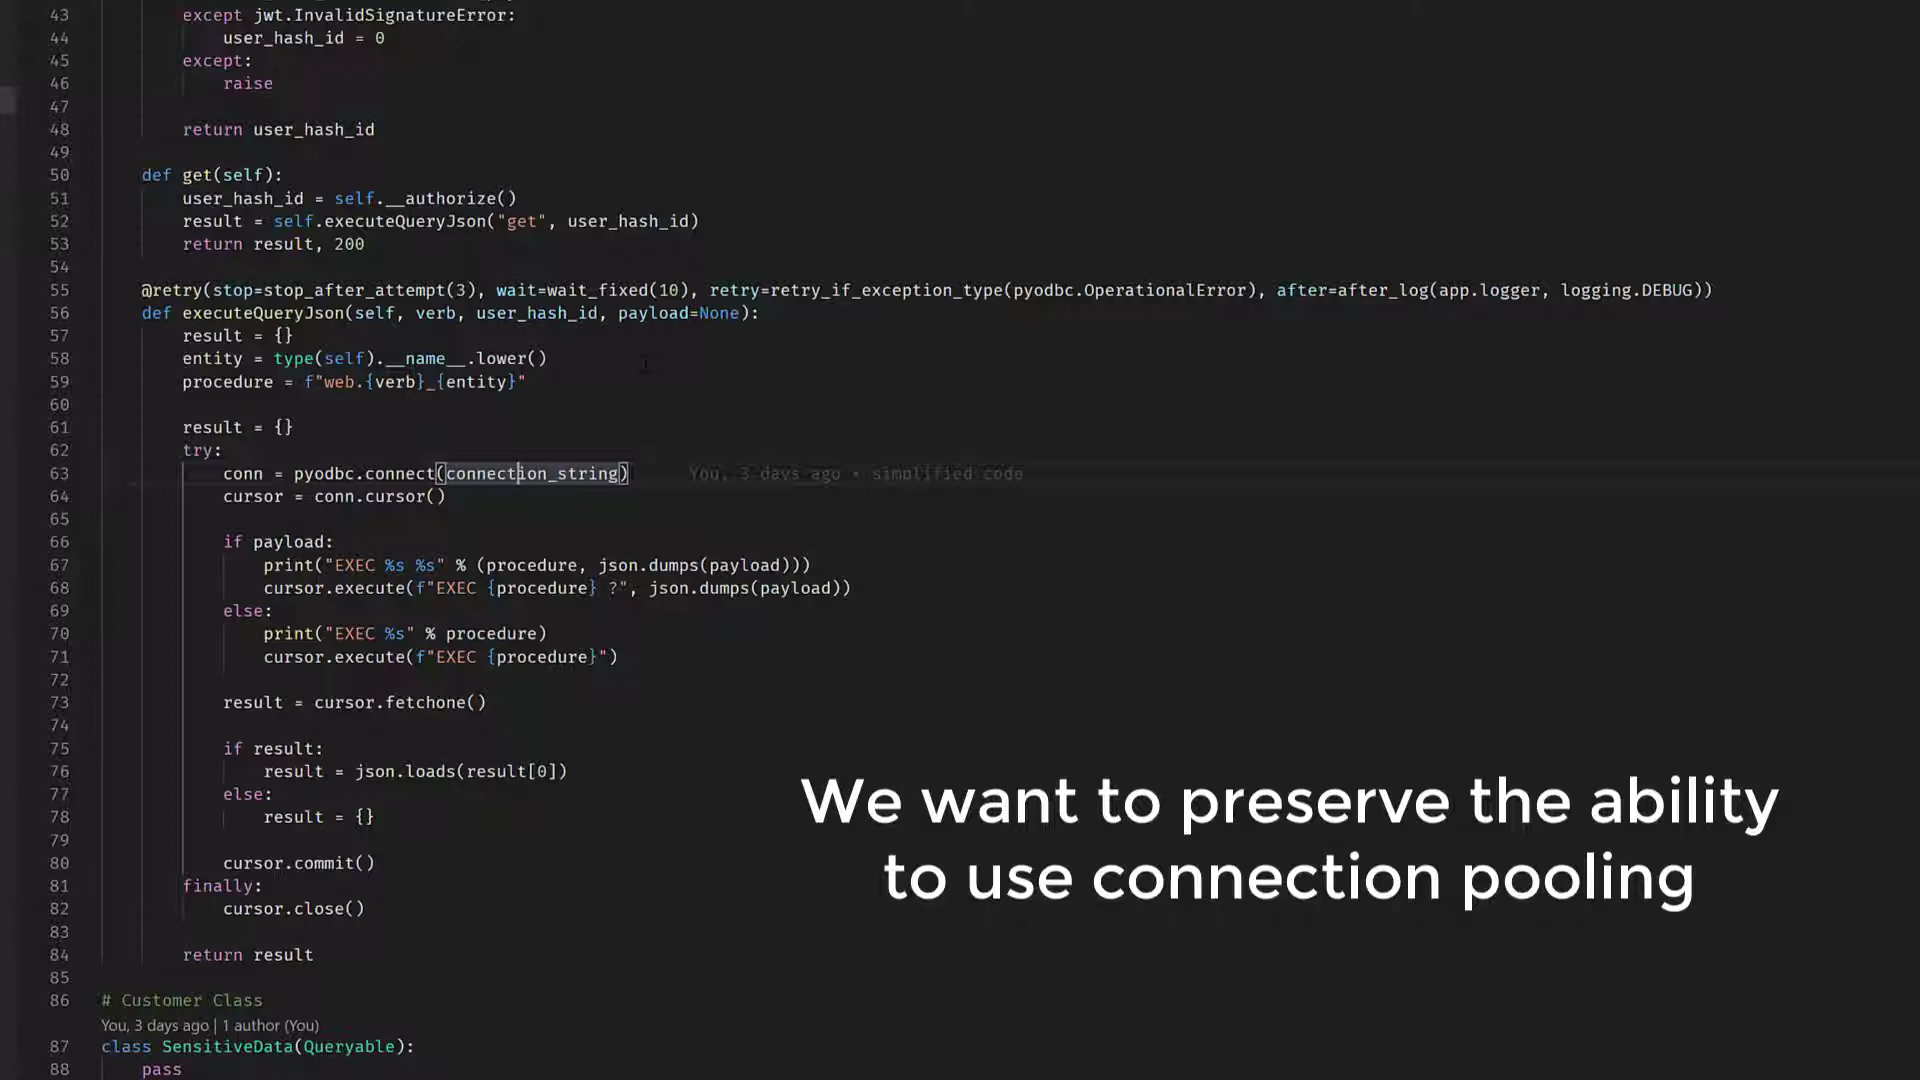 43 except jwt.InvalidSignatureError:
44 user_hash_id = 0
45 except:
46 raise
47
48 return user_hash_id
49
50 def get(self):
51 user_hash_id = self.__authorize()
52 result = self.executeQueryJson("get", user_hash_id)
53 return result, 200
54
55 @retry(stop=stop_after_attempt(3), wait=wait_fixed(10), retry=retry_if_exception_type(pyodbc.OperationalError), after=after_log(app.logger, logging.DEBUG))
56 def executeQueryJson(self, verb, user_hash_id, payload=None):
57 result = {}
58 entity = type(self).__name__.lower()
59 procedure = f"web.{verb}_{entity}"
60
61 result = {}
62 try:
63 conn = pyodbc.connect(connection_string) You, 3 days ago • simplified code
64 cursor = conn.cursor()
65
66 if payload:
67 print("EXEC %s %s" % (procedure, json.dumps(payload)))
68 cursor.execute(f"EXEC {procedure} ?", json.dumps(payload))
69 else:
70 print("EXEC %s" % procedure)
71 cursor.execute(f"EXEC {procedure}")
72
73 result = cursor.fetchone()
74
75 if result:
76 result = json.loads(result[0])
77 else:
78 result = {}
79
80 cursor.commit()
81 finally:
82 cursor.close()
83
84 return result
85
86 # Customer Class
You, 3 days ago | 1 author (You)
87 class SensitiveData(Queryable):
88 pass
We want to preserve the ability
to use connection pooling